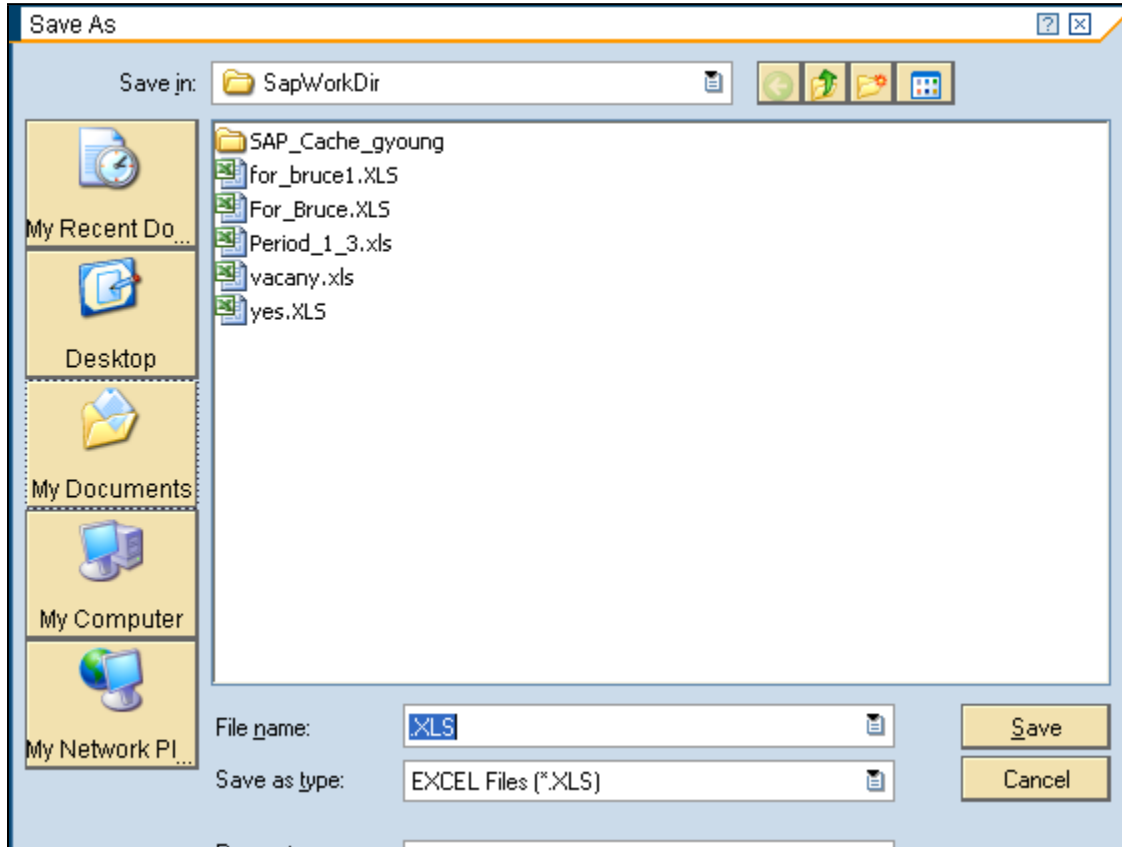 Save As
Save in: SapWorkDir
SAP_Cache_gyoung
for_bruce1.XLS
For_Bruce.XLS
Period_1_3.xls
vacany.xls
yes.XLS
My Recent Do...
Desktop
My Documents
My Computer
My Network Pl...
File name: .XLS
Save
Save as type: EXCEL Files (*.XLS)
Cancel